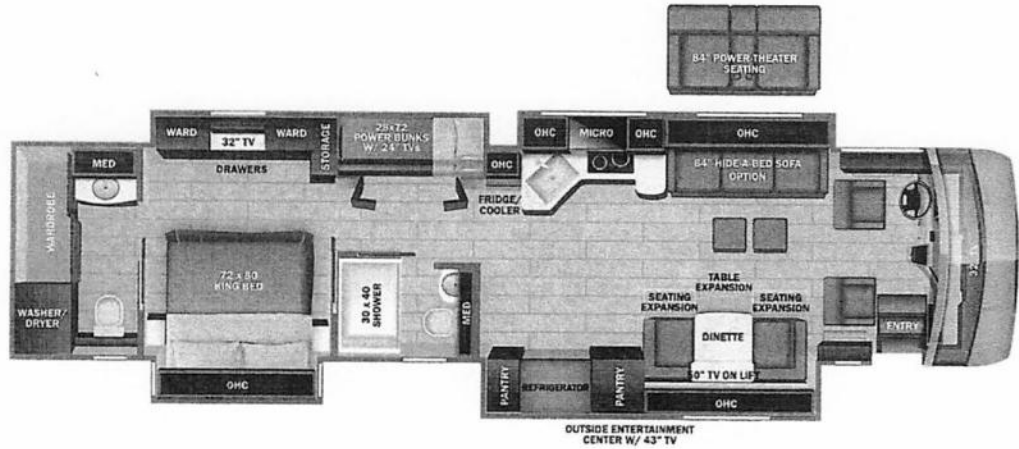 84" POWER THEATER
SEATING
WARD
32" TV
WARD
DRAWERS
STORAGE
28x72
POWER BUNKS
W/ 24" TVs
OHC
OHC
MICRO
OHC
OHC
84" HIDE-A-BED SOFA
OPTION
FRIDGE/
COOLER
MED
WARDROBE
WASHER/
DRYER
72 x 80
KING BED
OHC
30 x 40
SHOWER
MED
TABLE
EXPANSION
SEATING
EXPANSION
SEATING
EXPANSION
DINETTE
50" TV ON LIFT
ENTRY
PANTRY
REFRIGERATOR
PANTRY
OHC
OUTSIDE ENTERTAINMENT
CENTER W/ 43" TV